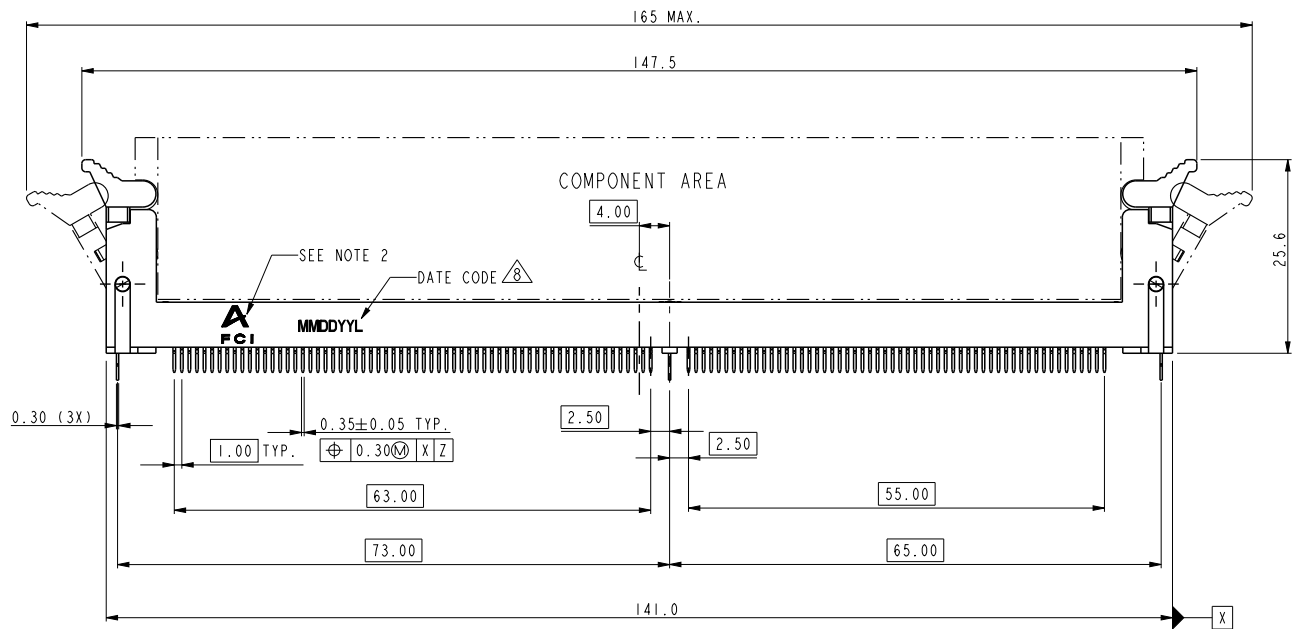 165 MAX.
147.5
COMPONENT AREA
4.00
℄
SEE NOTE 2
DATE CODE 8
25.6
FCI
MMDDYYL
0.30 (3X)
0.35±0.05 TYP.
2.50
2.50
1.00 TYP.
⌖ 0.30Ⓜ X Z
63.00
55.00
73.00
65.00
141.0
X